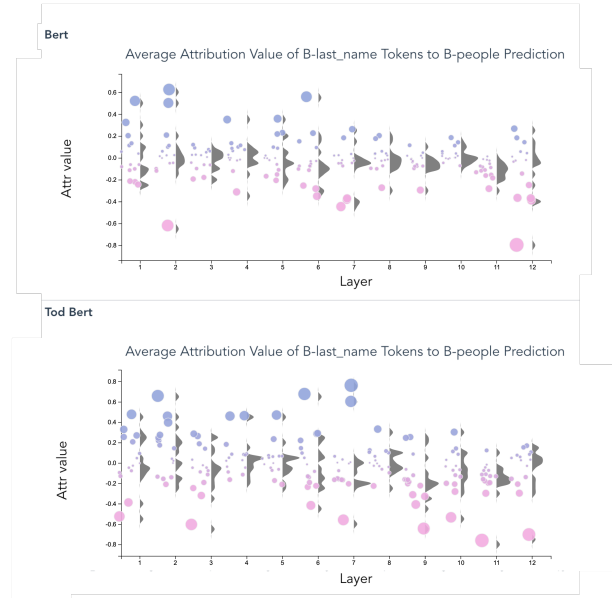 Bert
Average Attribution Value of B-last_name Tokens to B-people Prediction
0.6
0.4
0.2
0.0
-0.2
-0.4
-0.6
-0.8
Attr value
1 2 3 4 5 6 7 8 9 10 11 12
Layer
Tod Bert
Average Attribution Value of B-last_name Tokens to B-people Prediction
0.8
0.6
0.4
0.2
0.0
-0.2
-0.4
-0.6
-0.8
Attr value
1 2 3 4 5 6 7 8 9 10 11 12
Layer